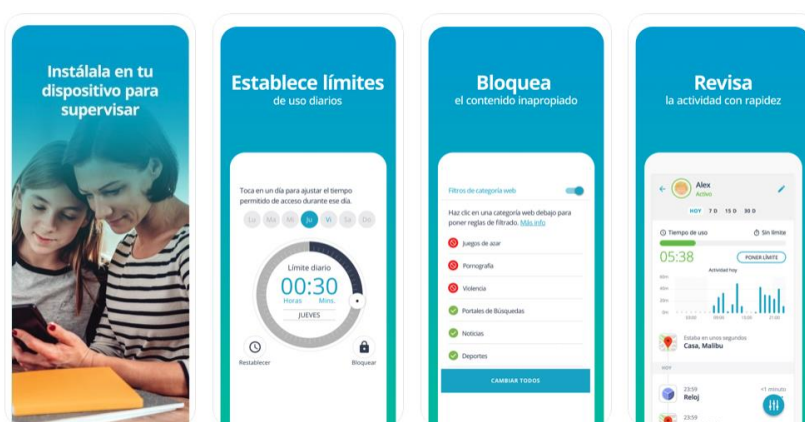 Instálala en tu
dispositivo para
supervisar
Establece límites
de uso diarios
Toca en un día para ajustar el tiempo
permitido de acceso durante ese día.
Lu Ma Mi Ju Vi Sa Do
Límite diario
00:30
Horas Mins.
JUEVES
Restablecer
Bloquear
Bloquea
el contenido inapropiado
Filtros de categoría web
Haz clic en una categoría web debajo para
poner reglas de filtrado. Más info
Juegos de azar
Pornografía
Violencia
Portales de Búsquedas
Noticias
Deportes
CAMBIAR TODOS
Revisa
la actividad con rapidez
Alex
Activo
HOY 7 D 15 D 30 D
Tiempo de uso
Sin límite
05:38
PONER LÍMITE
Actividad hoy
Estaba en unos segundos
Casa, Malibu
HOY
23:59
Reloj
<1 minuto
23:59